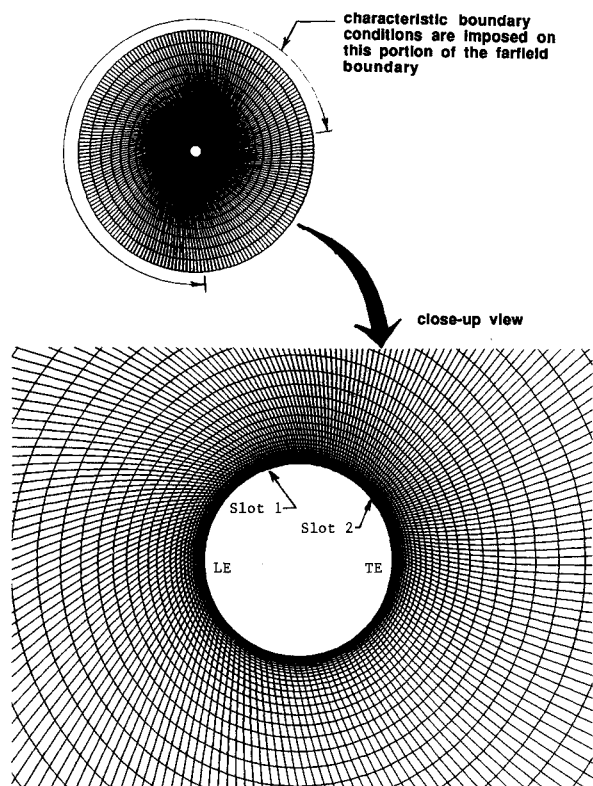 characteristic boundary
conditions are imposed on
this portion of the farfield
boundary
close-up view
Slot 1
Slot 2
LE
TE